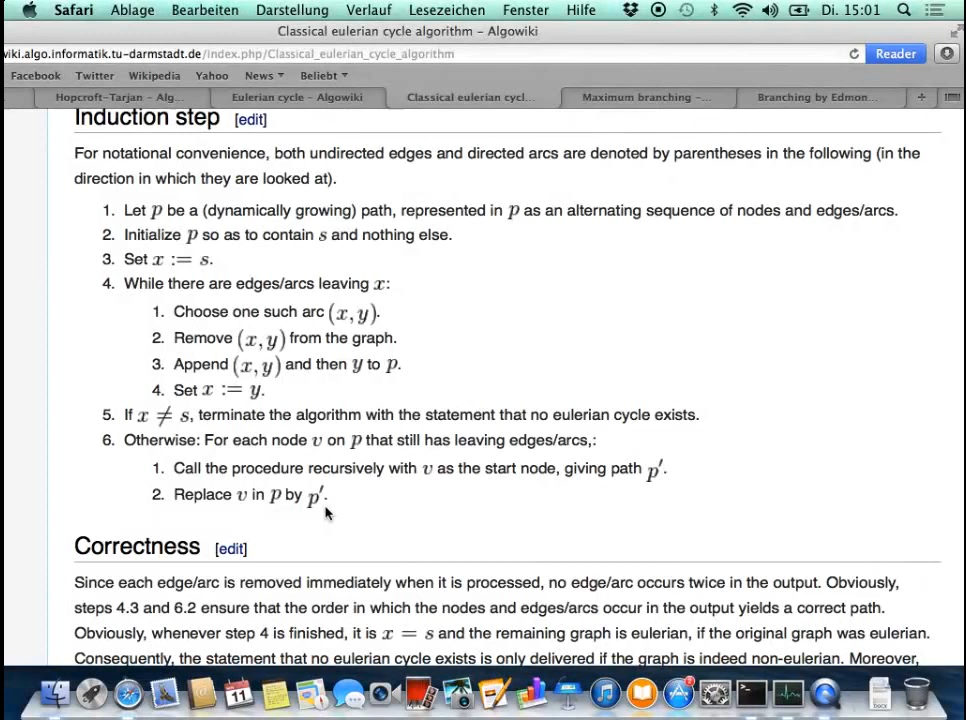 Safari Ablage Bearbeiten Darstellung Verlauf Lesezeichen Fenster Hilfe Di. 15:01
Classical eulerian cycle algorithm - Algowiki
wiki.algo.informatik.tu-darmstadt.de/index.php/Classical_eulerian_cycle_algorithm Reader
Facebook Twitter Wikipedia Yahoo News ▾ Beliebt ▾
Hopcroft-Tarjan – Alg... Eulerian cycle – Algowiki Classical eulerian cycl... Maximum branching –... Branching by Edmon... +
Induction step [edit]
For notational convenience, both undirected edges and directed arcs are denoted by parentheses in the following (in the
direction in which they are looked at).
1. Let p be a (dynamically growing) path, represented in p as an alternating sequence of nodes and edges/arcs.
2. Initialize p so as to contain s and nothing else.
3. Set x := s.
4. While there are edges/arcs leaving x:
1. Choose one such arc (x, y).
2. Remove (x, y) from the graph.
3. Append (x, y) and then y to p.
4. Set x := y.
5. If x ≠ s, terminate the algorithm with the statement that no eulerian cycle exists.
6. Otherwise: For each node v on p that still has leaving edges/arcs,:
1. Call the procedure recursively with v as the start node, giving path p′.
2. Replace v in p by p′.
Correctness [edit]
Since each edge/arc is removed immediately when it is processed, no edge/arc occurs twice in the output. Obviously,
steps 4.3 and 6.2 ensure that the order in which the nodes and edges/arcs occur in the output yields a correct path.
Obviously, whenever step 4 is finished, it is x = s and the remaining graph is eulerian, if the original graph was eulerian.
Consequently, the statement that no eulerian cycle exists is only delivered if the graph is indeed non-eulerian. Moreover,
11